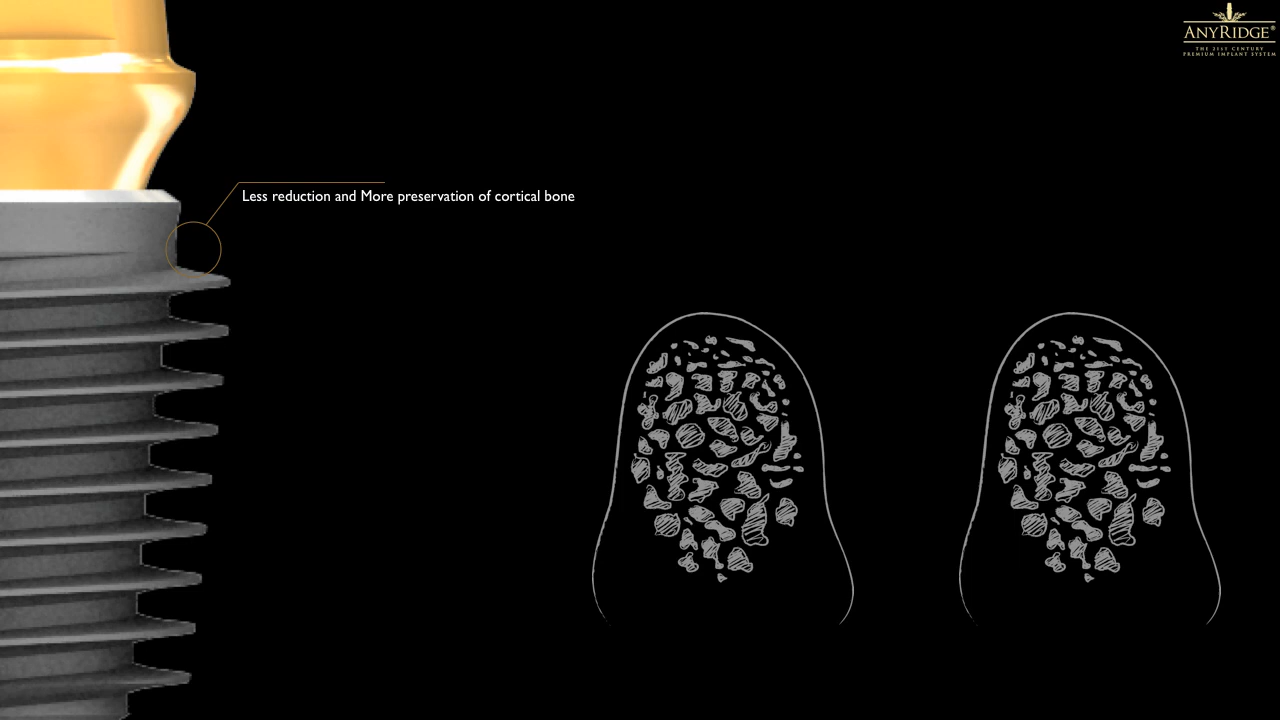 ANYRIDGE®
THE 21ST CENTURY
PREMIUM IMPLANT SYSTEM
Less reduction and More preservation of cortical bone